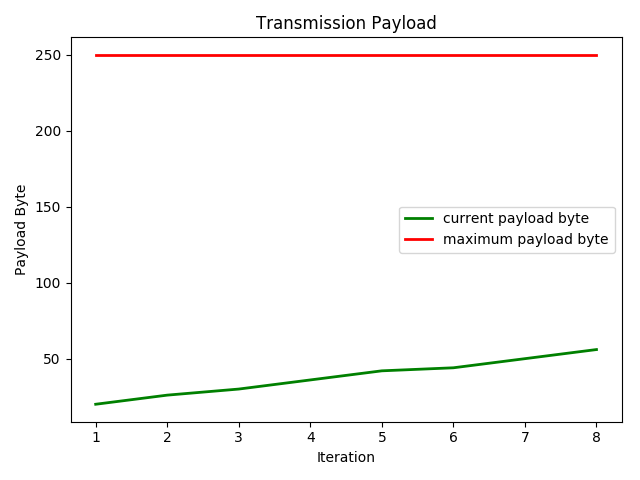 Transmission Payload
Payload Byte
250
200
150
100
50
current payload byte
maximum payload byte
1 2 3 4 5 6 7 8
Iteration